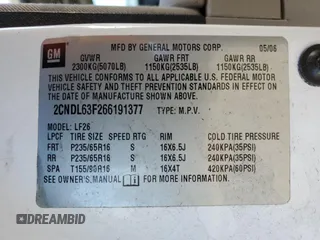 GM
MFD BY GENERAL MOTORS CORP. 05/06
GVWR GAWR FRT GAWR RR
2300KG(5070LB) 1150KG(2535LB) 1150KG(2535LB)
THIS VEHICLE CONFORMS TO ALL APPLICABLE U.S. FEDERAL MOTOR
VEHICLE SAFETY AND THEFT PREVENTION STANDARDS IN EFFECT ON
THE DATE OF MANUFACTURE SHOWN ABOVE.
2CNDL63F266191377 TYPE: M.P.V.
MODEL: LF26
LPCF TIRE SIZE SPEED RTG RIM COLD TIRE PRESSURE
FRT P235/65R16 S 16X6.5J 240KPA(35PSI)
RR P235/65R16 S 16X6.5J 240KPA(35PSI)
SPA T155/90R16 M 16X4T 420KPA(60PSI)
SEE OWNER'S MANUAL FOR MORE INFORMATION.
DREAMBID